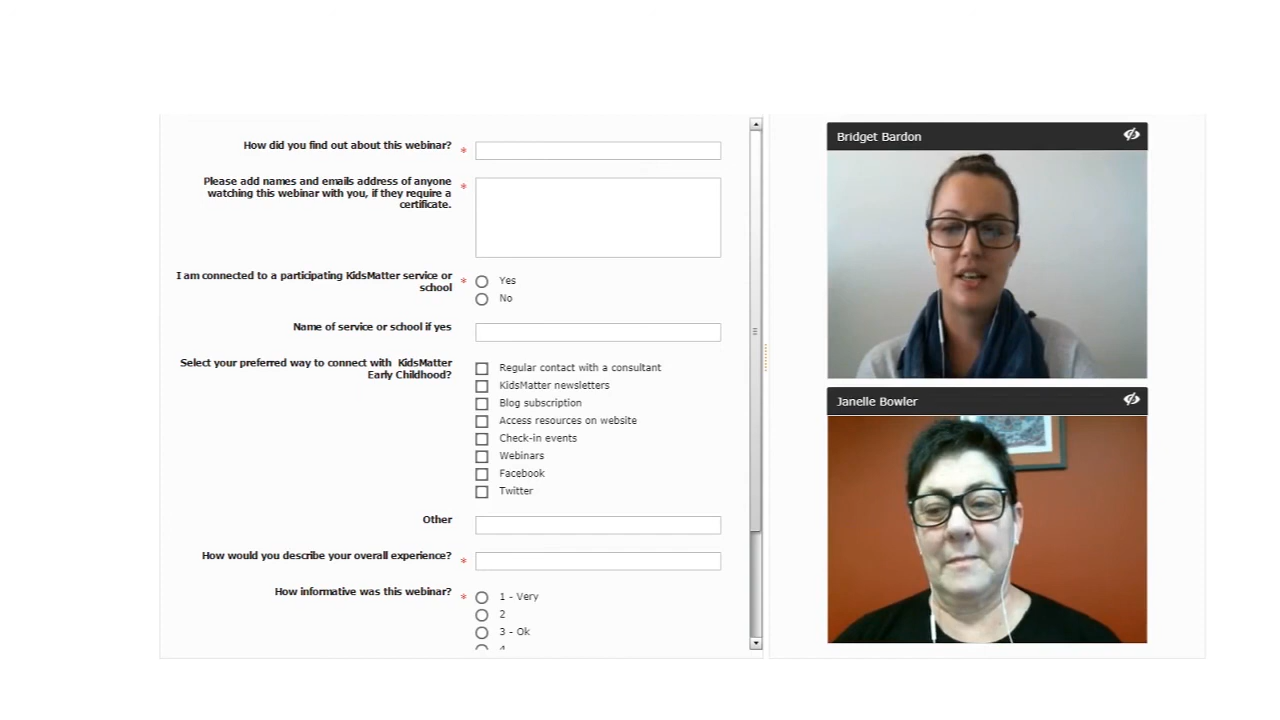 How did you find out about this webinar? *
Please add names and emails address of anyone *
watching this webinar with you, if they require a
certificate.
I am connected to a participating KidsMatter service or *
school
Yes
No
Name of service or school if yes
Select your preferred way to connect with KidsMatter
Early Childhood?
Regular contact with a consultant
KidsMatter newsletters
Blog subscription
Access resources on website
Check-in events
Webinars
Facebook
Twitter
Other
How would you describe your overall experience? *
How informative was this webinar? *
1 - Very
2
3 - Ok
Bridget Bardon
Janelle Bowler